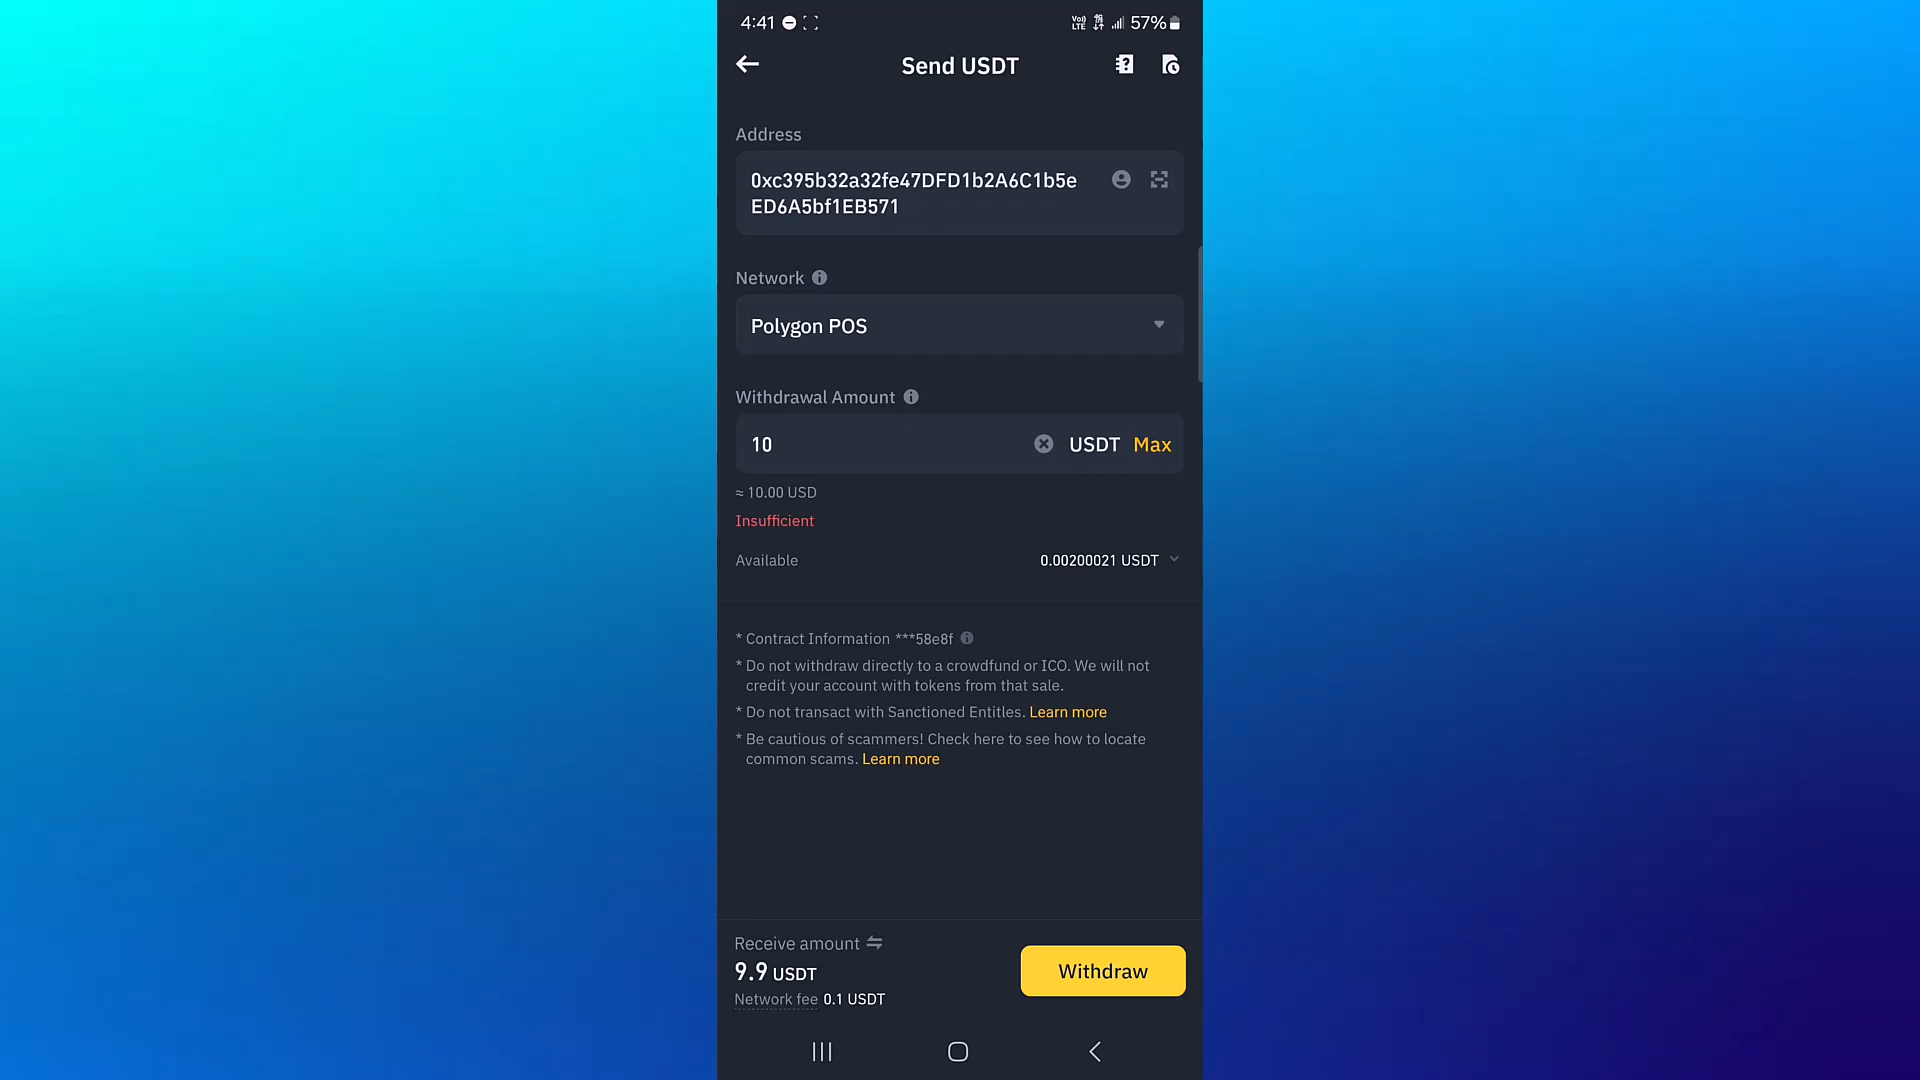 4:41
57%
Send USDT
Address
0xc395b32a32fe47DFD1b2A6C1b5e
ED6A5bf1EB571
Network
Polygon POS
Withdrawal Amount
10 USDT Max
≈ 10.00 USD
Insufficient
Available 0.00200021 USDT
* Contract Information ***58e8f
* Do not withdraw directly to a crowdfund or ICO. We will not
credit your account with tokens from that sale.
* Do not transact with Sanctioned Entitles. Learn more
* Be cautious of scammers! Check here to see how to locate
common scams. Learn more
Receive amount
9.9 USDT
Network fee 0.1 USDT
Withdraw